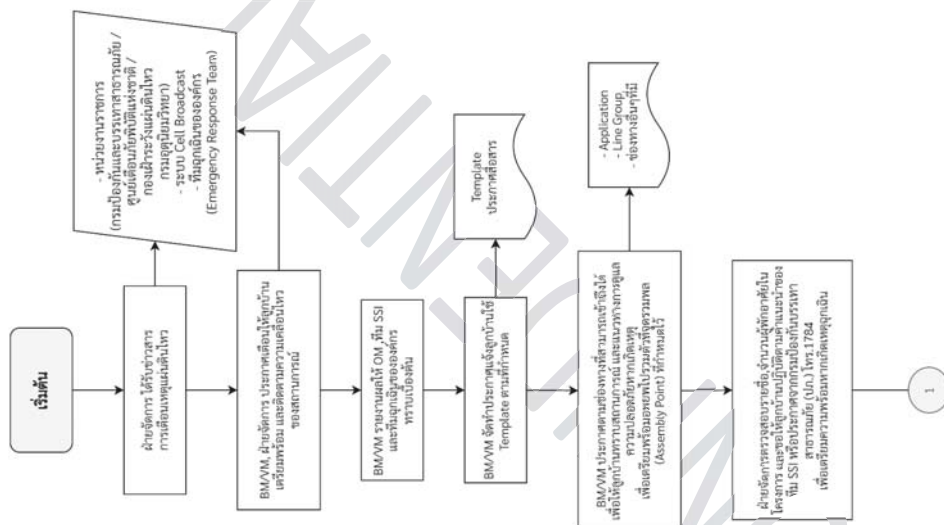 เริ่มต้น
ฝ่ายจัดการ ได้รับข่าวสาร
การเตือนเหตุแผ่นดินไหว
- หน่วยงานราชการ
(กรมป้องกันและบรรเทาสาธารณภัย /
ศูนย์เตือนภัยพิบัติแห่งชาติ /
กองเฝ้าระวังแผ่นดินไหว
กรมอุตุนิยมวิทยา)
- ระบบ Cell Broadcast
- ทีมฉุกเฉินขององค์กร
(Emergency Response Team)
BM/VM, ฝ่ายจัดการ ประกาศเตือนให้ลูกบ้าน
เตรียมพร้อม และติดตามความเคลื่อนไหว
ของสถานการณ์
BM/VM รายงานผลให้ OM ,ทีม SSI
และทีมฉุกเฉินขององค์กร
ทราบเบื้องต้น
BM/VM จัดทำประกาศแจ้งลูกบ้านใช้
Template ตามที่กำหนด
Template
ประกาศสื่อสาร
BM/VM ประกาศตามช่องทางที่สามารถเข้าถึงได้
เพื่อให้ลูกบ้านทราบสถานการณ์ และแนวทางการดูแล
ความปลอดภัยหากเกิดเหตุ
เพื่อเตรียมพร้อมอพยพไปรวมตัวที่จุดรวมพล
(Assembly Point) ที่กำหนดไว้
- Application
- Line Group
- ช่องทางอื่นๆที่มี
ฝ่ายจัดการตรวจสอบรายชื่อ,จำนวนผู้พักอาศัยใน
โครงการ และขอให้ลูกบ้านปฏิบัติตามคำแนะนำของ
ทีม SSI หรือประกาศจากกรมป้องกันบรรเทา
สาธารณภัย (ปภ.) โทร.1784
เพื่อเตรียมความพร้อมหากเกิดเหตุฉุกเฉิน
1